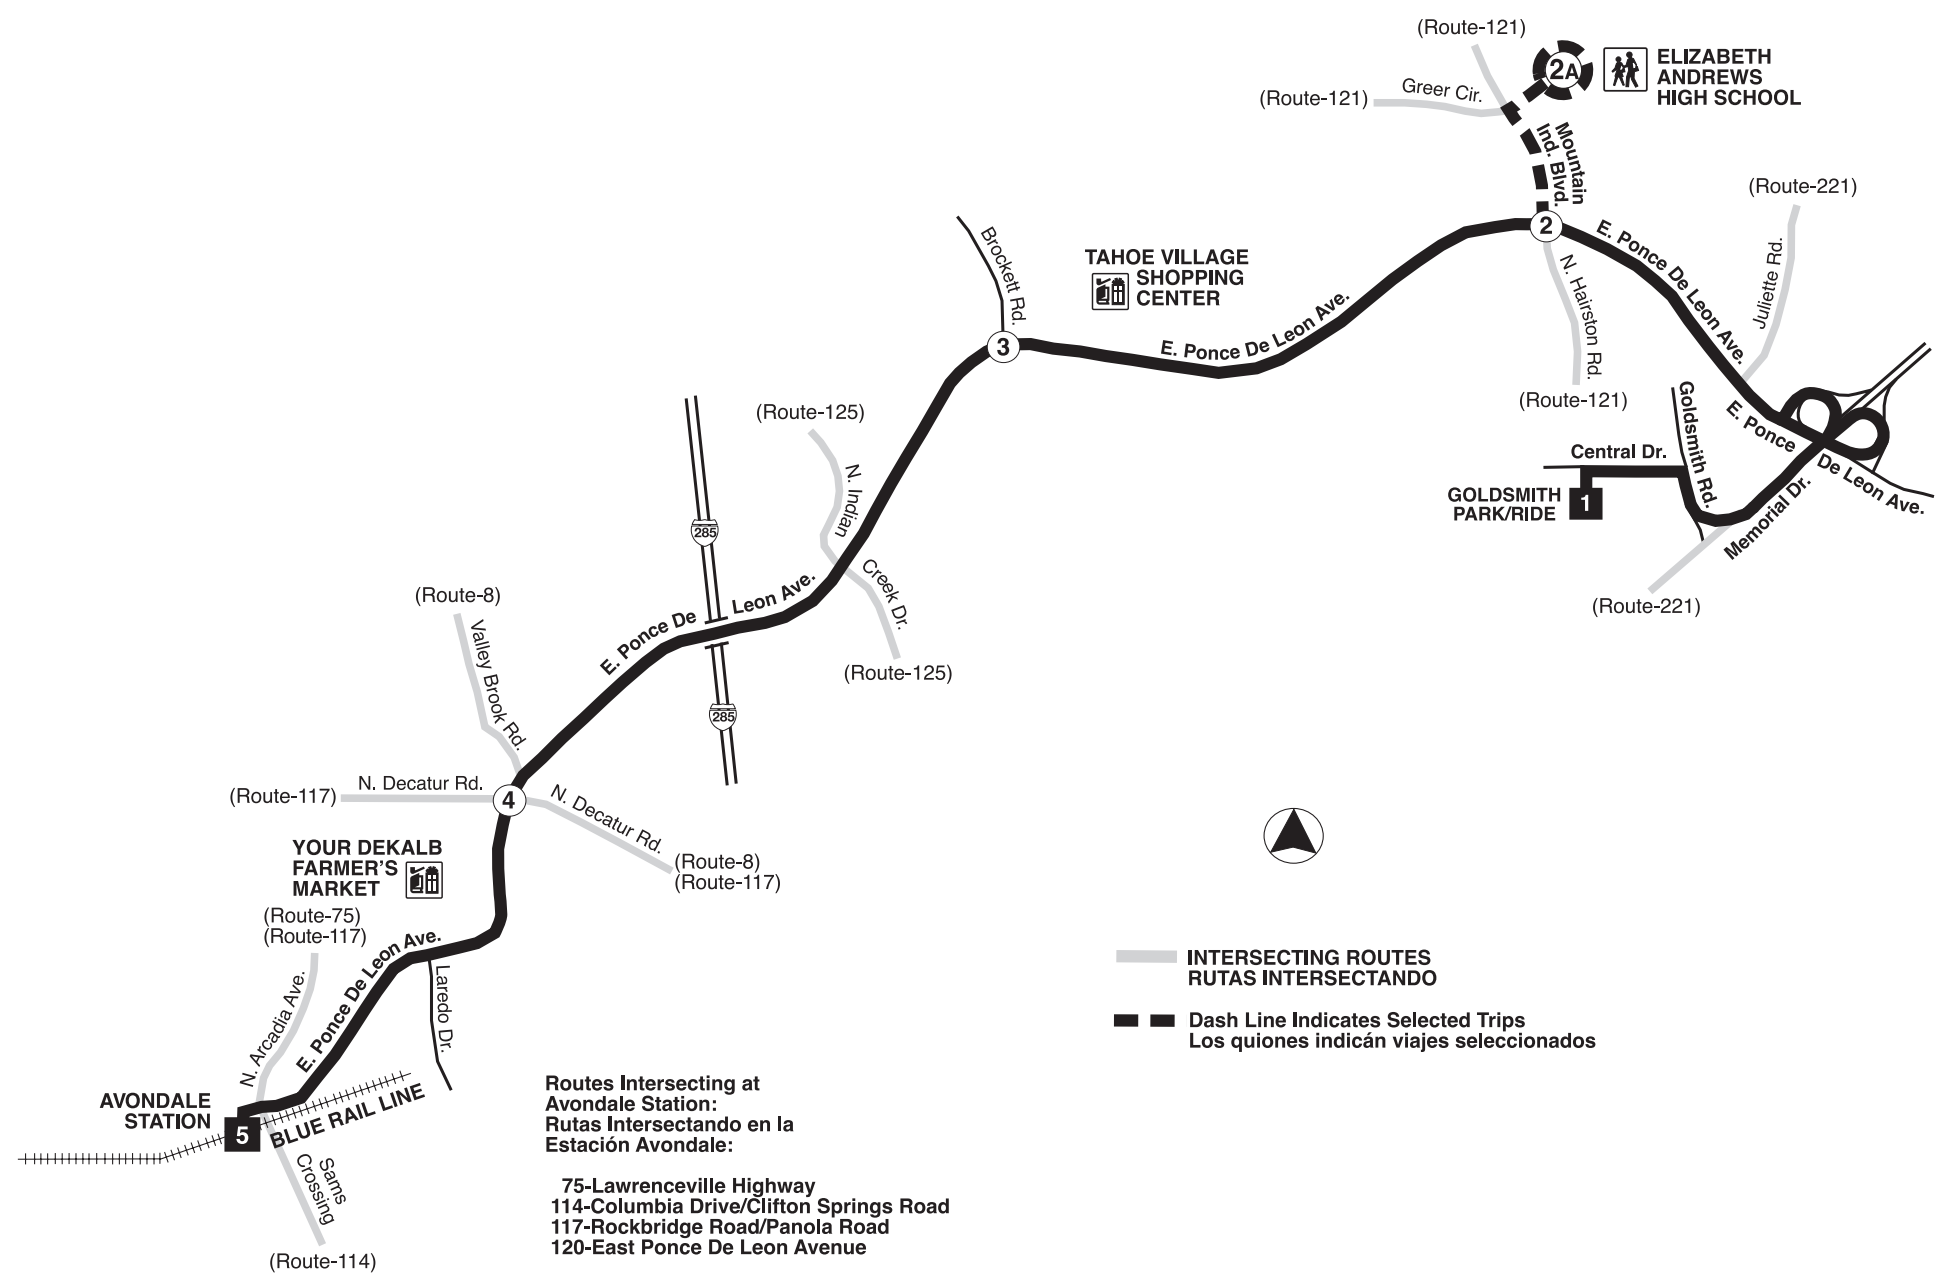 (Route-121)
2A
ELIZABETH
ANDREWS
HIGH SCHOOL
Greer Cir.
(Route-121)
Mountain
Ind. Blvd.
(Route-221)
Juliette Rd.
2
E. Ponce De Leon Ave.
N. Hairston Rd.
(Route-121)
Brockett Rd.
TAHOE VILLAGE
SHOPPING
CENTER
3
E. Ponce De Leon Ave.
Goldsmith Rd.
E. Ponce De Leon Ave.
Central Dr.
GOLDSMITH
PARK/RIDE
1
Memorial Dr.
(Route-221)
(Route-125)
N. Indian
Creek Dr.
(Route-125)
285
E. Ponce De Leon Ave.
285
(Route-8)
Valley Brook Rd.
N. Decatur Rd.
(Route-117)
4
N. Decatur Rd.
(Route-8)
(Route-117)
YOUR DEKALB
FARMER'S
MARKET
(Route-75)
(Route-117)
N. Arcadia Ave.
E. Ponce De Leon Ave.
Laredo Dr.
AVONDALE
STATION
5
BLUE RAIL LINE
Sams
Crossing
(Route-114)
INTERSECTING ROUTES
RUTAS INTERSECTANDO
Dash Line Indicates Selected Trips
Los quiones indicán viajes seleccionados
Routes Intersecting at
Avondale Station:
Rutas Intersectando en la
Estación Avondale:
75-Lawrenceville Highway
114-Columbia Drive/Clifton Springs Road
117-Rockbridge Road/Panola Road
120-East Ponce De Leon Avenue